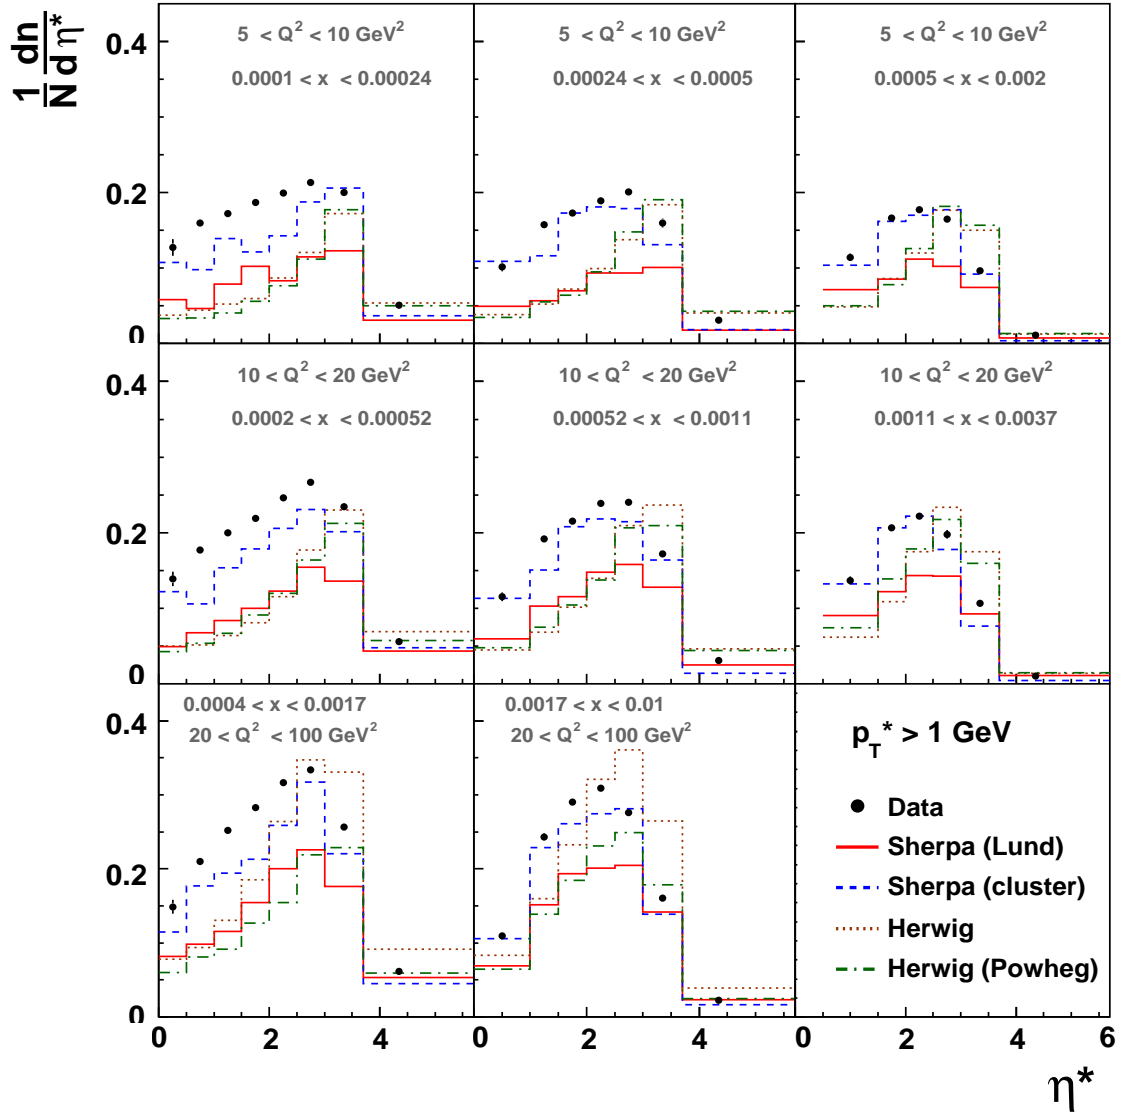 1 dn
N d η*
0.4
5 < Q² < 10 GeV²
5 < Q² < 10 GeV²
5 < Q² < 10 GeV²
0.0001 < x < 0.00024
0.00024 < x < 0.0005
0.0005 < x < 0.002
0.2
0
0.4
10 < Q² < 20 GeV²
10 < Q² < 20 GeV²
10 < Q² < 20 GeV²
0.0002 < x < 0.00052
0.00052 < x < 0.0011
0.0011 < x < 0.0037
0.2
0
0.4
0.0004 < x < 0.0017
0.0017 < x < 0.01
20 < Q² < 100 GeV²
20 < Q² < 100 GeV²
p_T* > 1 GeV
Data
Sherpa (Lund)
Sherpa (cluster)
Herwig
Herwig (Powheg)
0.2
0
0 2 4 0 2 4 0 2 4 6
η*